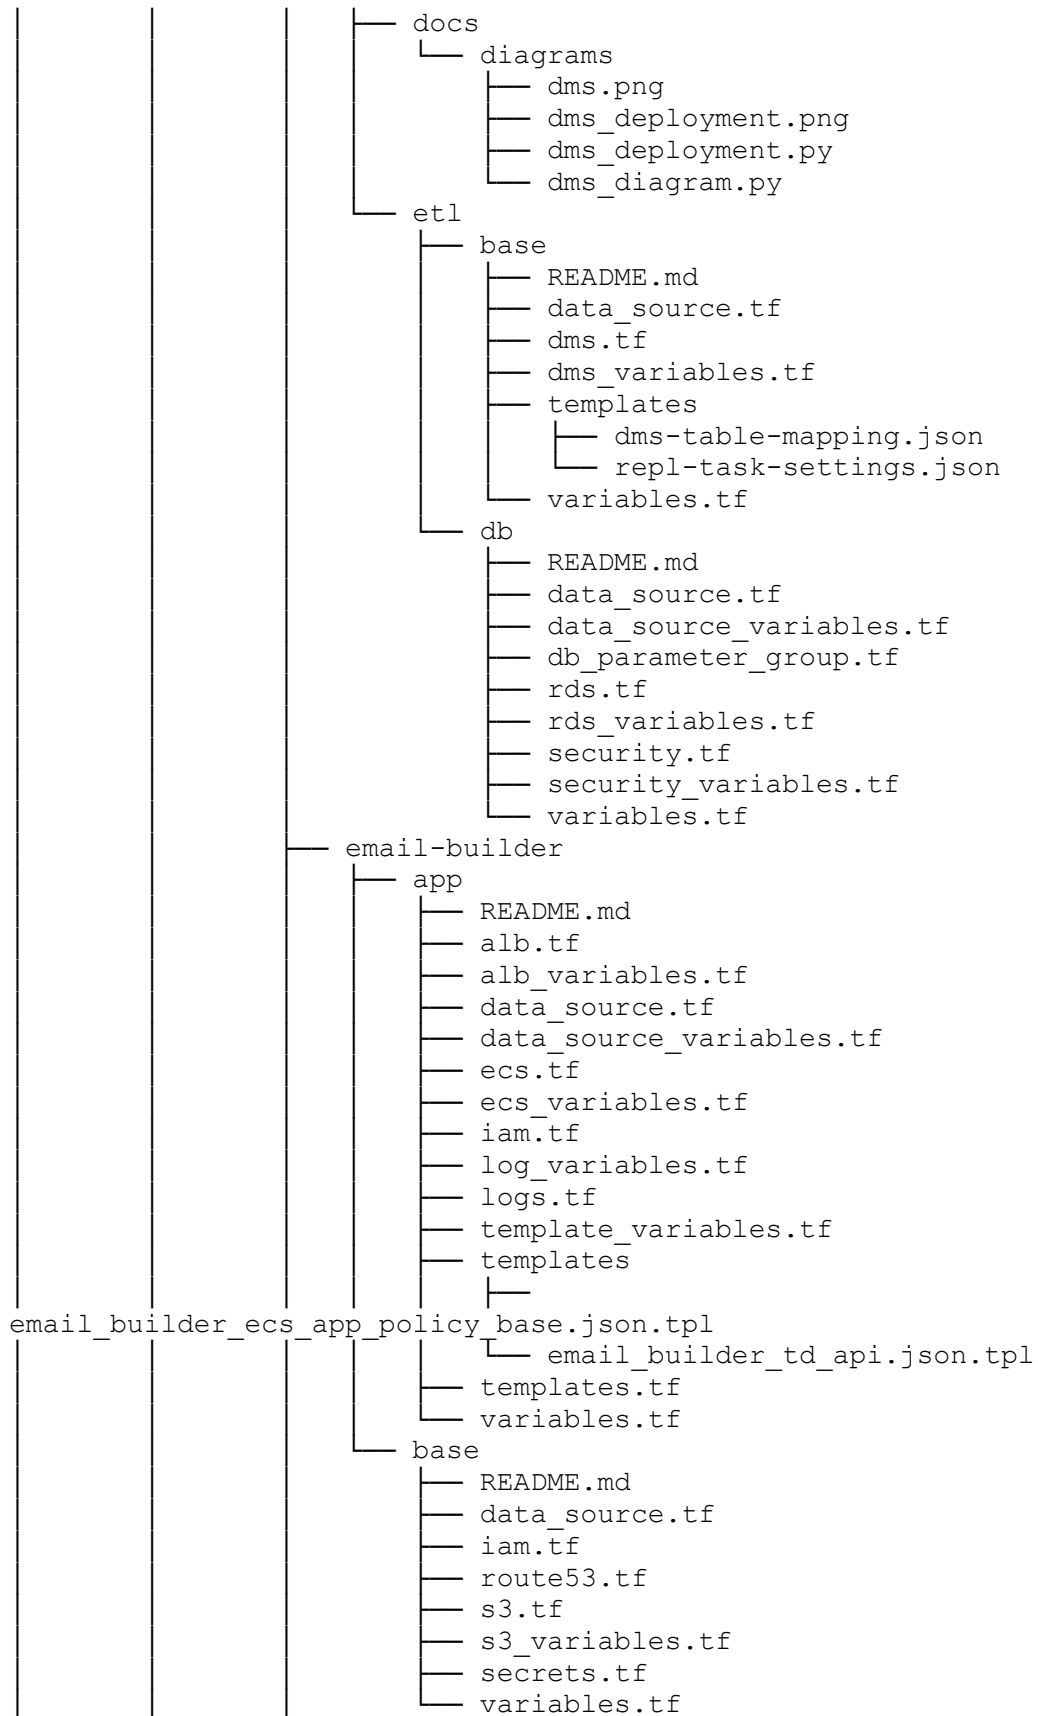 │       │       │   ├── docs
│       │       │   │   └── diagrams
│       │       │   │       ├── dms.png
│       │       │   │       ├── dms_deployment.png
│       │       │   │       ├── dms_deployment.py
│       │       │   │       └── dms_diagram.py
│       │       │   └── etl
│       │       │       ├── base
│       │       │       │   ├── README.md
│       │       │       │   ├── data_source.tf
│       │       │       │   ├── dms.tf
│       │       │       │   ├── dms_variables.tf
│       │       │       │   ├── templates
│       │       │       │   │   ├── dms-table-mapping.json
│       │       │       │   │   └── repl-task-settings.json
│       │       │       │   └── variables.tf
│       │       │       └── db
│       │       │           ├── README.md
│       │       │           ├── data_source.tf
│       │       │           ├── data_source_variables.tf
│       │       │           ├── db_parameter_group.tf
│       │       │           ├── rds.tf
│       │       │           ├── rds_variables.tf
│       │       │           ├── security.tf
│       │       │           ├── security_variables.tf
│       │       │           └── variables.tf
│       │       ├── email-builder
│       │       │   ├── app
│       │       │   │   ├── README.md
│       │       │   │   ├── alb.tf
│       │       │   │   ├── alb_variables.tf
│       │       │   │   ├── data_source.tf
│       │       │   │   ├── data_source_variables.tf
│       │       │   │   ├── ecs.tf
│       │       │   │   ├── ecs_variables.tf
│       │       │   │   ├── iam.tf
│       │       │   │   ├── log_variables.tf
│       │       │   │   ├── logs.tf
│       │       │   │   ├── template_variables.tf
│       │       │   │   ├── templates
│       │       │   │   │   ├──
email_builder_ecs_app_policy_base.json.tpl
│       │       │   │   │   └── email_builder_td_api.json.tpl
│       │       │   │   ├── templates.tf
│       │       │   │   └── variables.tf
│       │       │   └── base
│       │       │       ├── README.md
│       │       │       ├── data_source.tf
│       │       │       ├── iam.tf
│       │       │       ├── route53.tf
│       │       │       ├── s3.tf
│       │       │       ├── s3_variables.tf
│       │       │       ├── secrets.tf
│       │       │       └── variables.tf